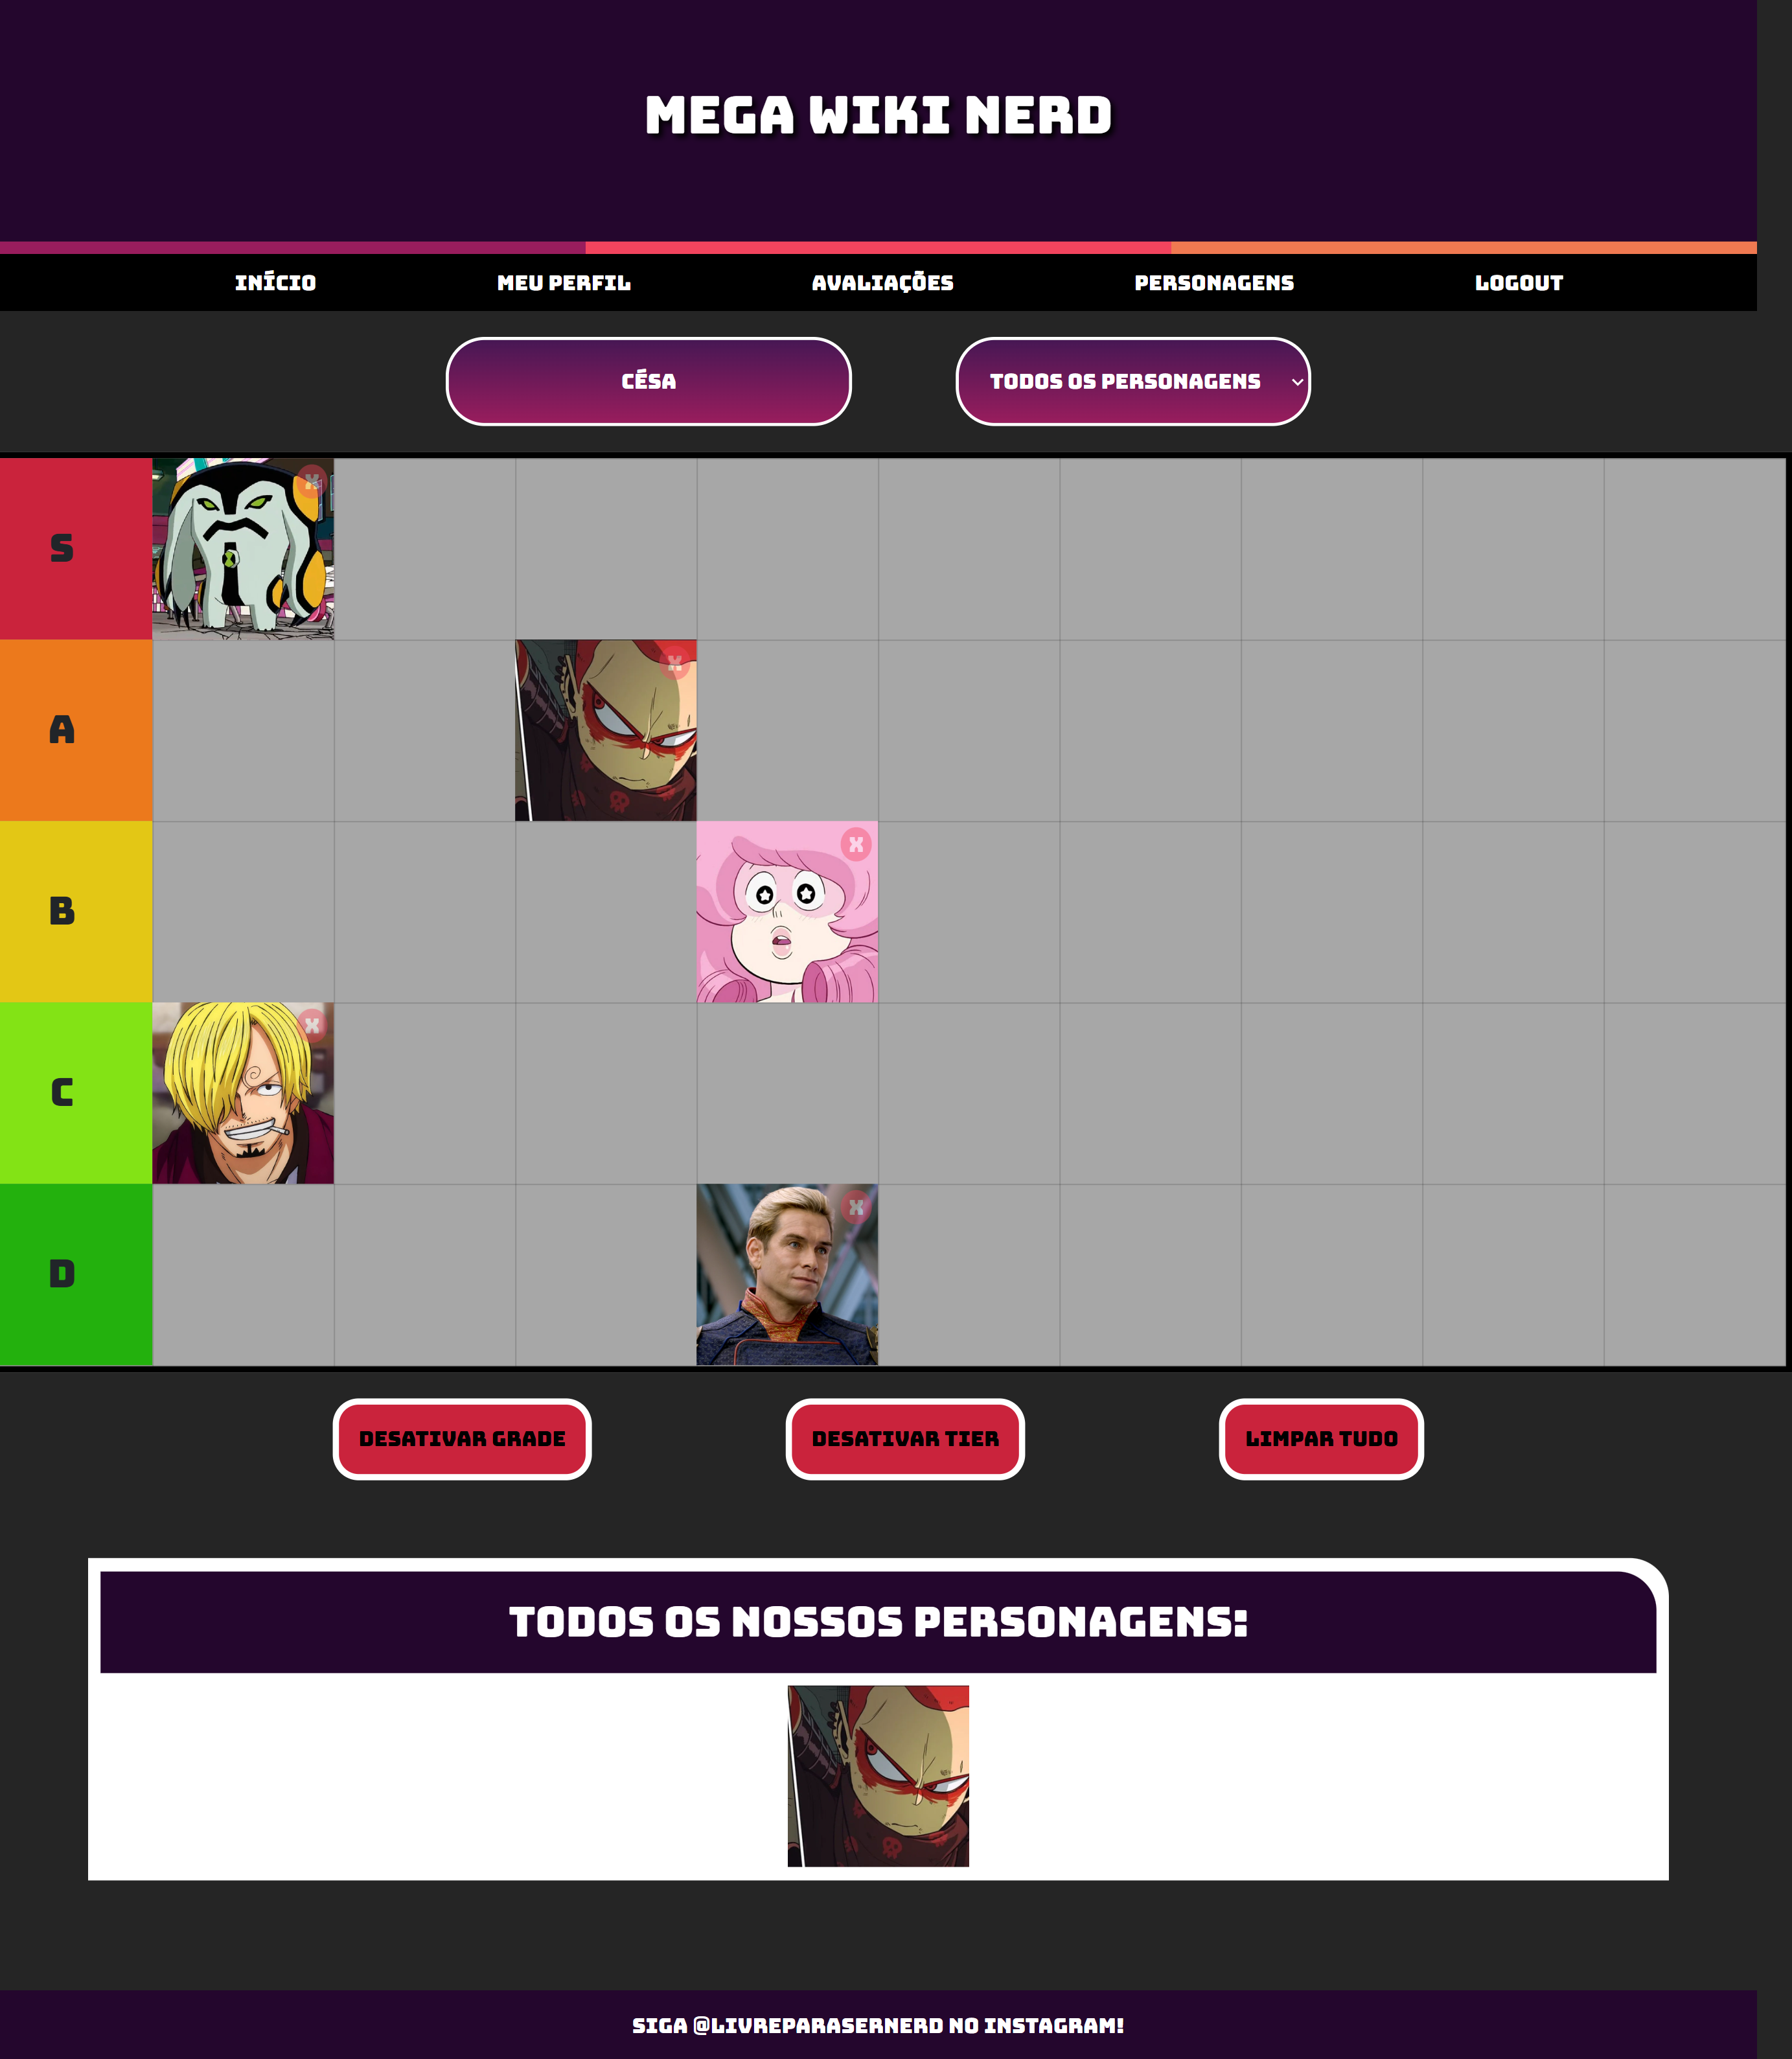 MEGA WIKI NERD
INÍCIO MEU PERFIL AVALIAÇÕES PERSONAGENS LOGOUT
CÉSA TODOS OS PERSONAGENS
S
X
A
X
B
X
C
X
D
X
DESATIVAR GRADE DESATIVAR TIER LIMPAR TUDO
TODOS OS NOSSOS PERSONAGENS:
SIGA @LIVREPARASERNERD NO INSTAGRAM!